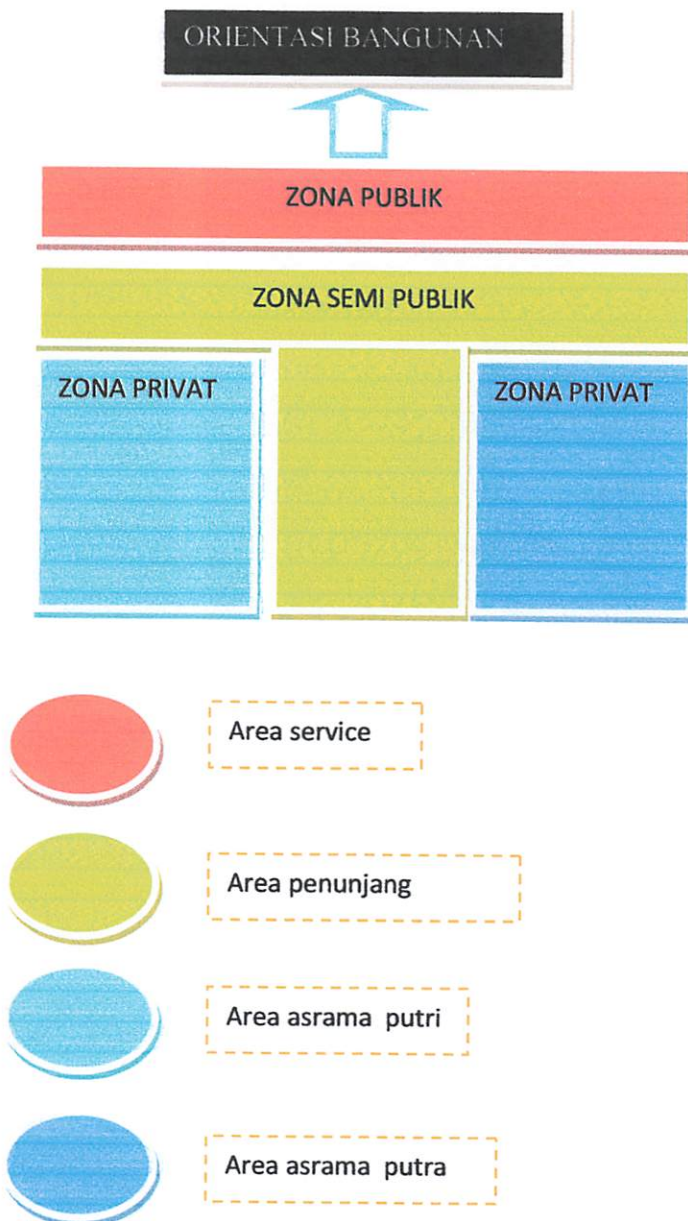 ORIENTASI BANGUNAN
ZONA PUBLIK
ZONA SEMI PUBLIK
ZONA PRIVAT
ZONA PRIVAT
Area service
Area penunjang
Area asrama putri
Area asrama putra